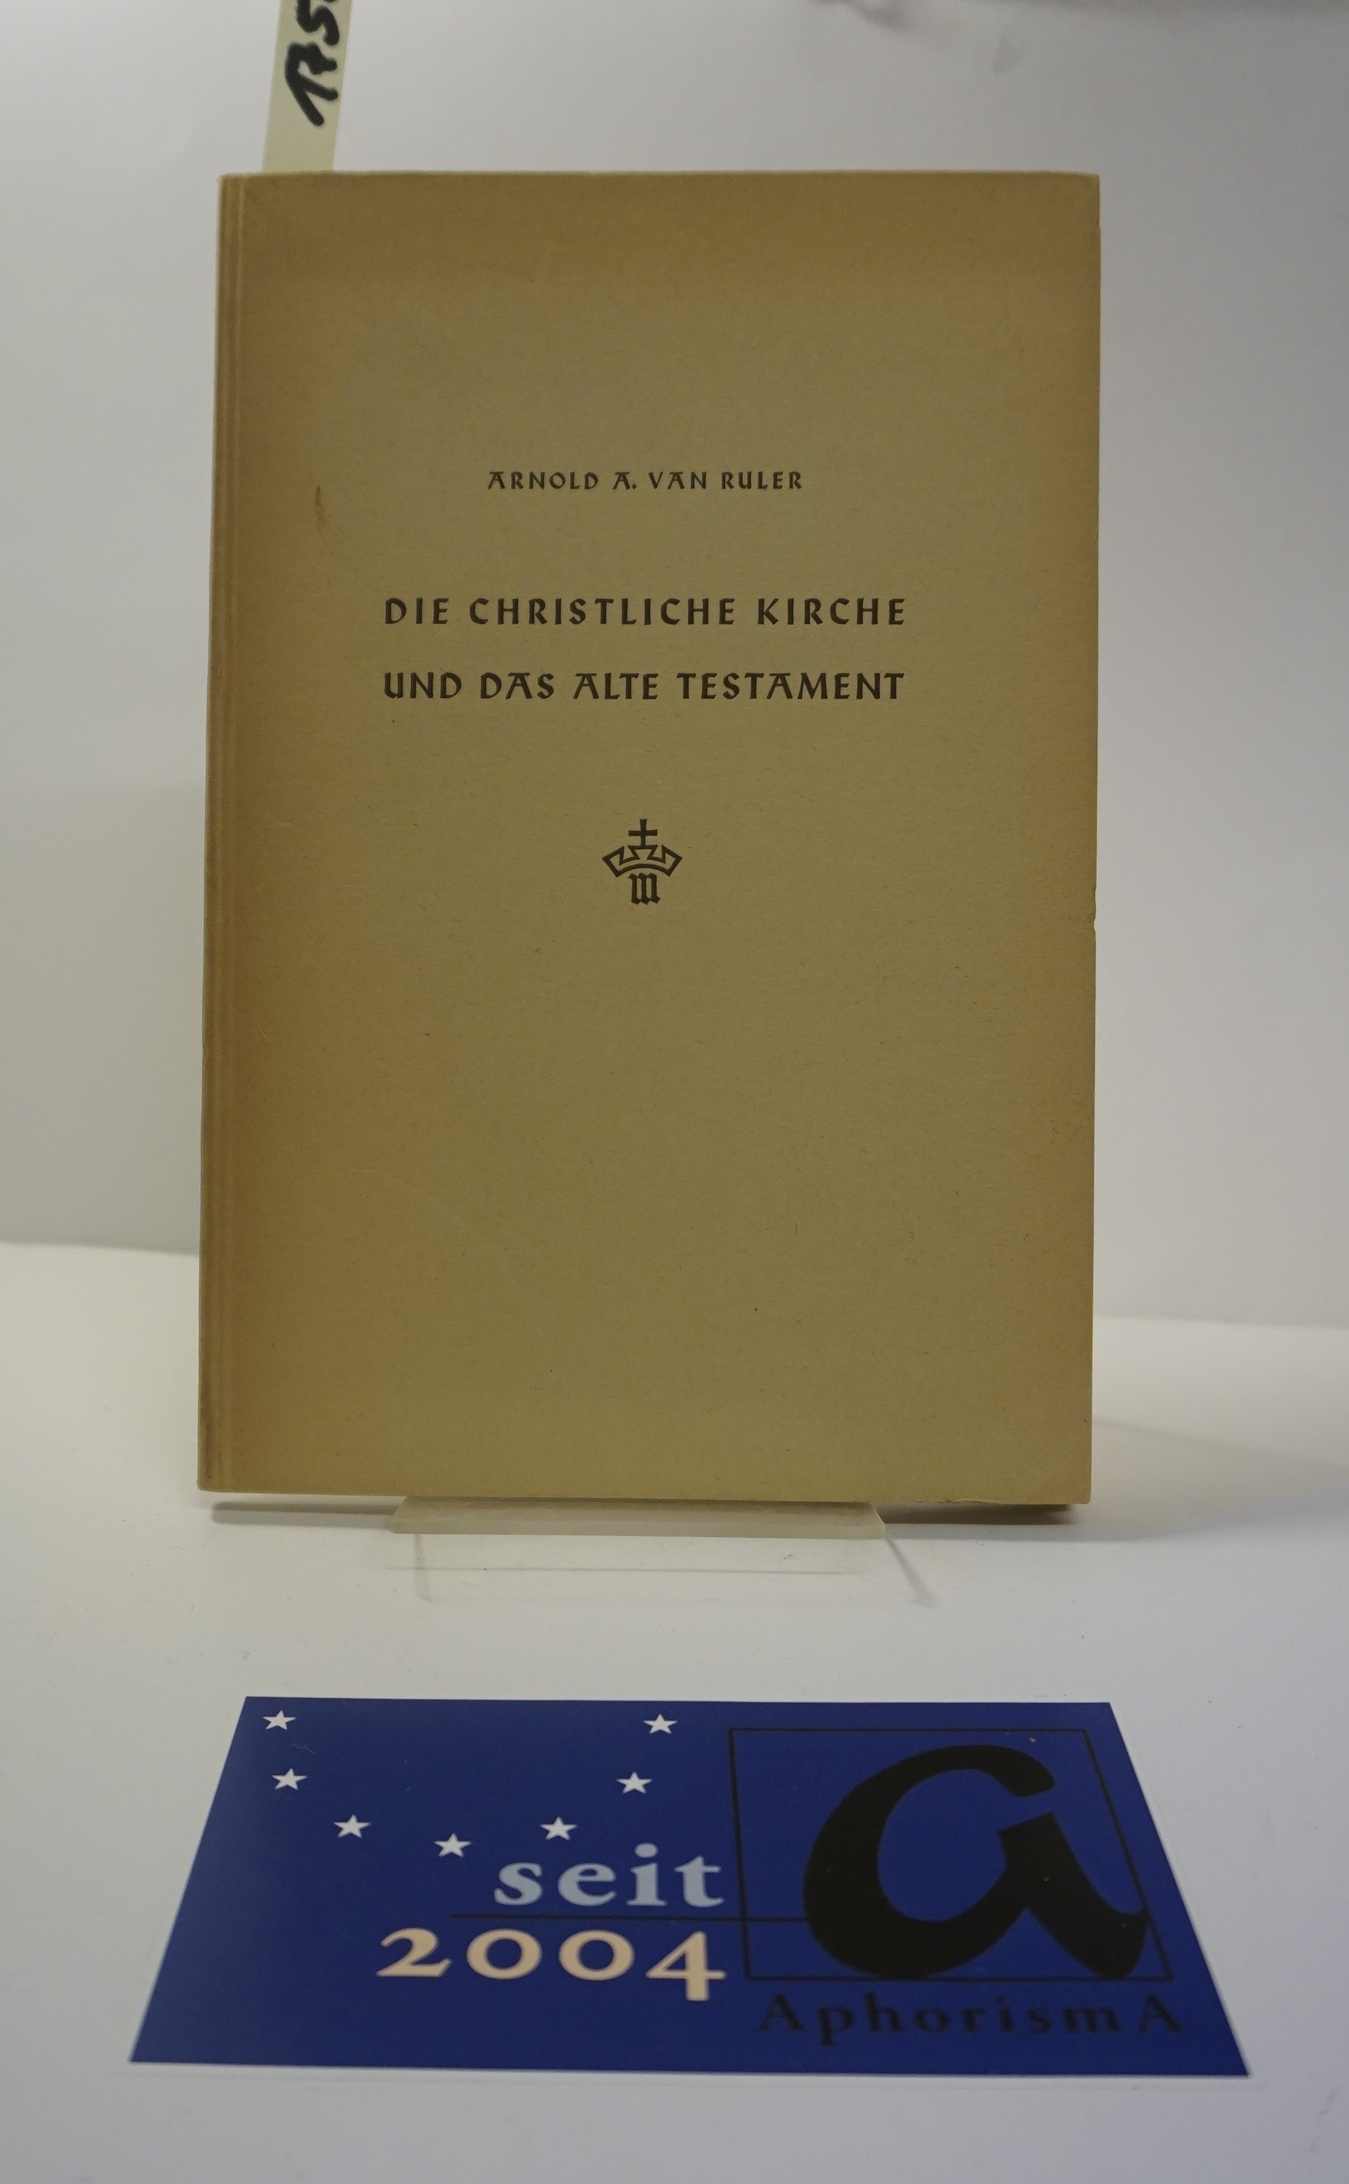 ARNOLD A. VAN RULER
DIE CHRISTLICHE KIRCHE
UND DAS ALTE TESTAMENT
m
seit
2004
a
AphorismA